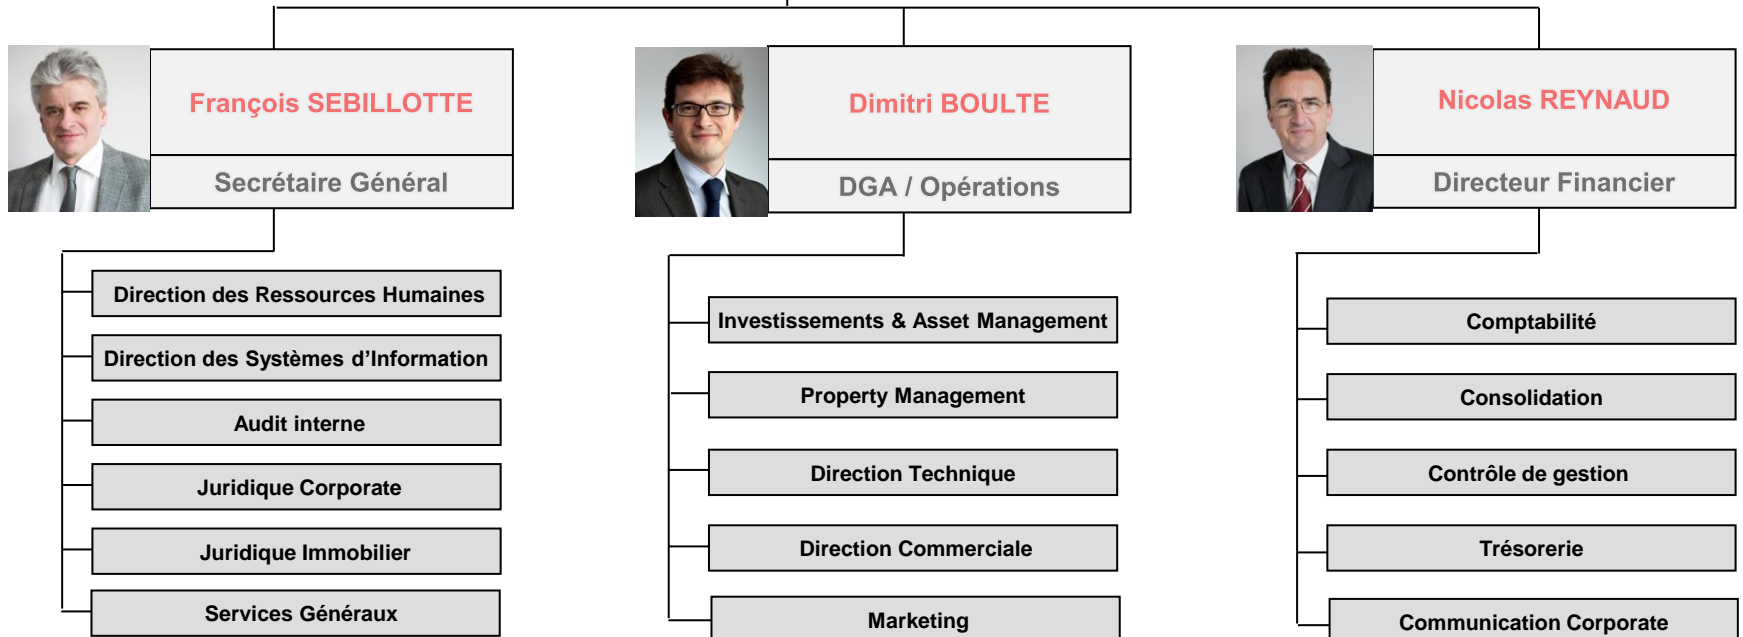 François SEBILLOTTE
Secrétaire Général
Direction des Ressources Humaines
Direction des Systèmes d’Information
Audit interne
Juridique Corporate
Juridique Immobilier
Services Généraux
Dimitri BOULTE
DGA / Opérations
Investissements & Asset Management
Property Management
Direction Technique
Direction Commerciale
Marketing
Nicolas REYNAUD
Directeur Financier
Comptabilité
Consolidation
Contrôle de gestion
Trésorerie
Communication Corporate